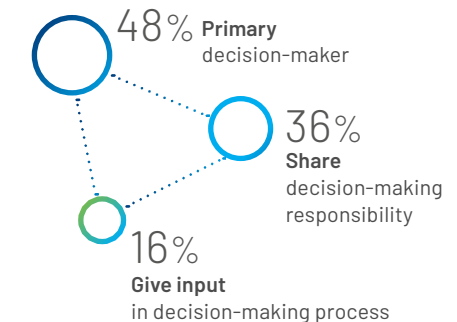 48% Primary
decision-maker
36%
Share
decision-making
responsibility
16%
Give input
in decision-making process